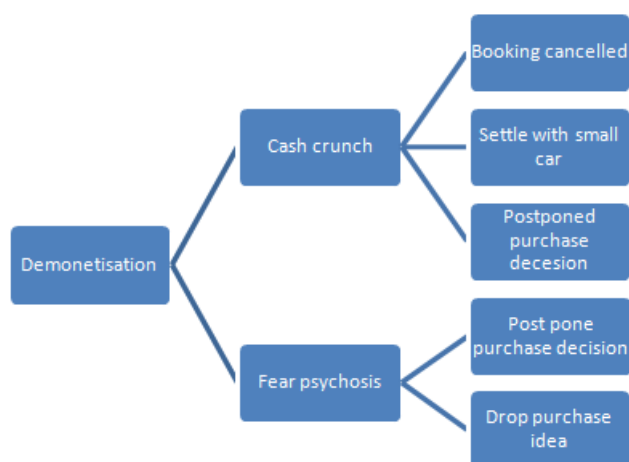 Booking cancelled
Cash crunch
Settle with small
car
Postponed
purchase
decesion
Demonetisation
Post pone
purchase decision
Fear psychosis
Drop purchase
idea